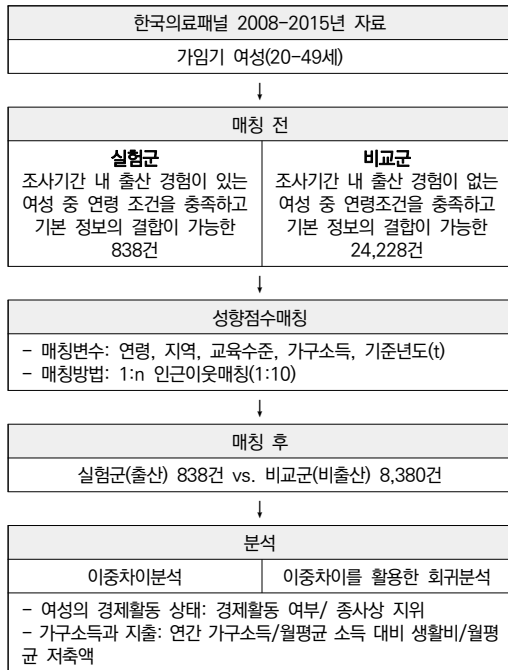 한국의료패널 2008-2015년 자료
가임기 여성(20-49세)
↓
매칭 전
실험군
조사기간 내 출산 경험이 있는
여성 중 연령 조건을 충족하고
기본 정보의 결합이 가능한
838건
비교군
조사기간 내 출산 경험이 없는
여성 중 연령조건을 충족하고
기본 정보의 결합이 가능한
24,228건
↓
성향점수매칭
- 매칭변수: 연령, 지역, 교육수준, 가구소득, 기준년도(t)
- 매칭방법: 1:n 인근이웃매칭(1:10)
↓
매칭 후
실험군(출산) 838건 vs. 비교군(비출산) 8,380건
↓
분석
이중차이분석
이중차이를 활용한 회귀분석
- 여성의 경제활동 상태: 경제활동 여부/ 종사상 지위
- 가구소득과 지출: 연간 가구소득/월평균 소득 대비 생활비/월평
균 저축액